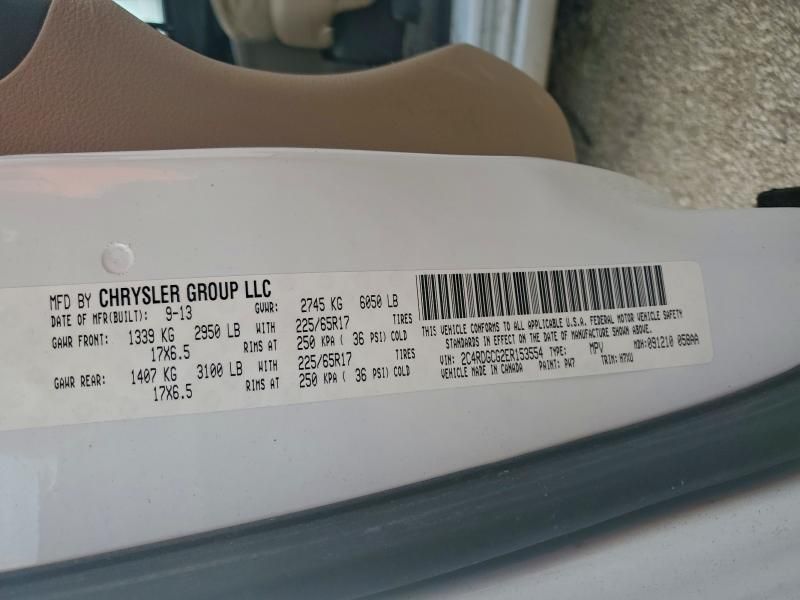 MFD BY CHRYSLER GROUP LLC
DATE OF MFR(BUILT): 9-13 GVWR: 2745 KG 6050 LB
GAWR FRONT: 1339 KG 2950 LB WITH 225/65R17 TIRES
17X6.5 RIMS AT 250 KPA ( 36 PSI) COLD
GAWR REAR: 1407 KG 3100 LB WITH 225/65R17 TIRES
17X6.5 RIMS AT 250 KPA ( 36 PSI) COLD
THIS VEHICLE CONFORMS TO ALL APPLICABLE U.S.A. FEDERAL MOTOR VEHICLE SAFETY
STANDARDS IN EFFECT ON THE DATE OF MANUFACTURE SHOWN ABOVE.
VIN: 2C4RDGCG2ER153554 TYPE: MPV MDH: 091210 058AA
VEHICLE MADE IN CANADA PAINT: PW7 TRIM: H7XU